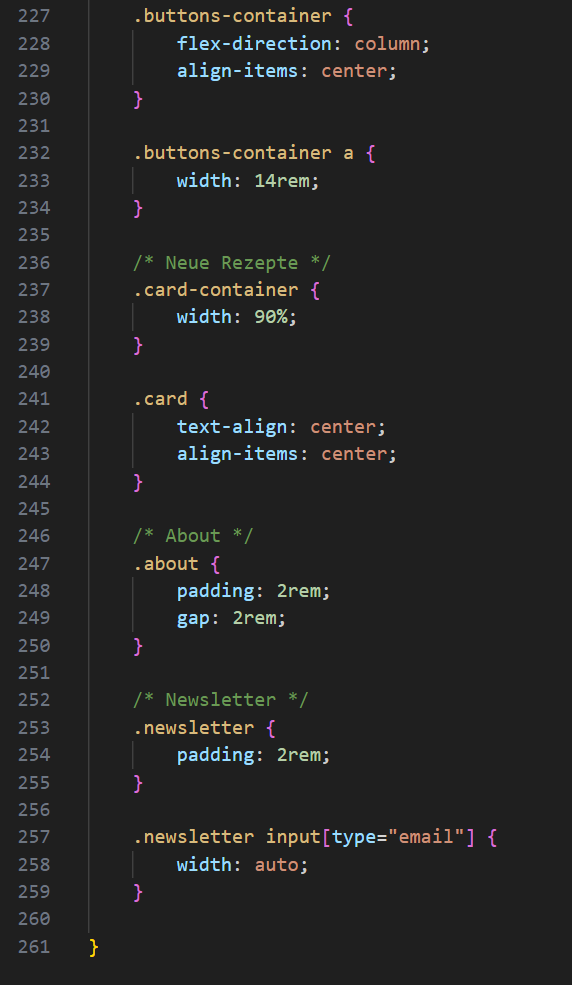 227 .buttons-container {
228 flex-direction: column;
229 align-items: center;
230 }
231
232 .buttons-container a {
233 width: 14rem;
234 }
235
236 /* Neue Rezepte */
237 .card-container {
238 width: 90%;
239 }
240
241 .card {
242 text-align: center;
243 align-items: center;
244 }
245
246 /* About */
247 .about {
248 padding: 2rem;
249 gap: 2rem;
250 }
251
252 /* Newsletter */
253 .newsletter {
254 padding: 2rem;
255 }
256
257 .newsletter input[type="email"] {
258 width: auto;
259 }
260
261 }